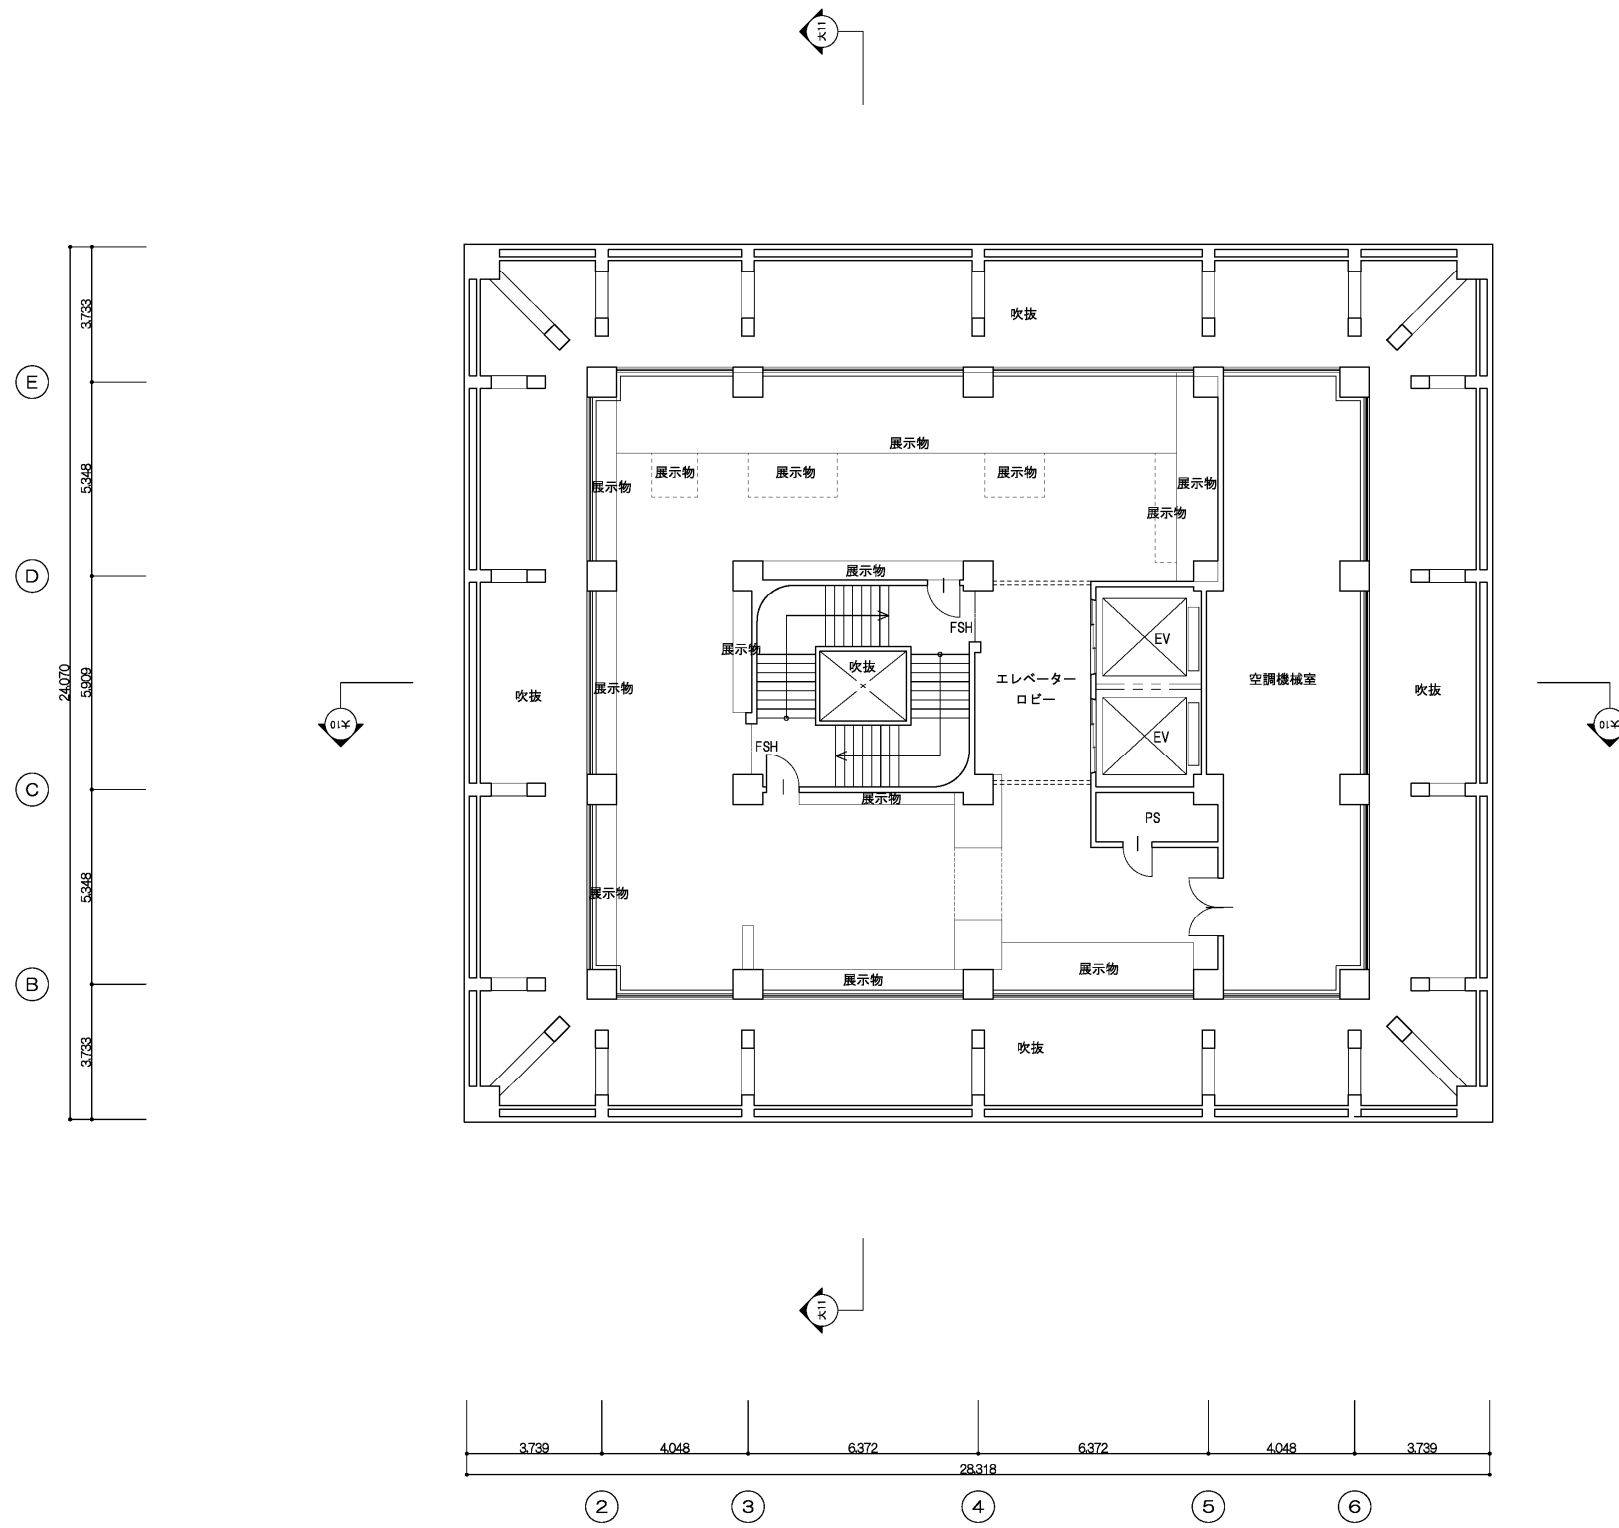 大11
吹抜
E
3.733
展示物
展示物
展示物
展示物
展示物
展示物
展示物
5.348
D
展示物
FSH
EV
展示物
吹抜
エレベーター
ロビー
空調機械室
展示物
吹抜
吹抜
24.070
5.909
大10
大10
EV
FSH
C
展示物
PS
展示物
5.348
展示物
展示物
B
吹抜
3.733
大11
3.739
4.048
6.372
6.372
4.048
3.739
28.318
2
3
4
5
6